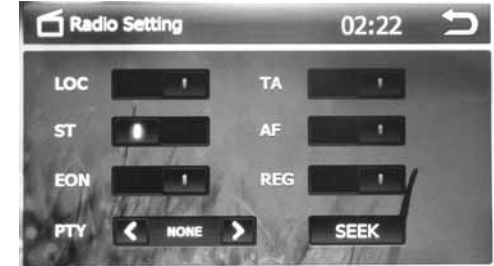 Radio Setting 02:22
LOC TA
ST AF
EON REG
PTY NONE SEEK